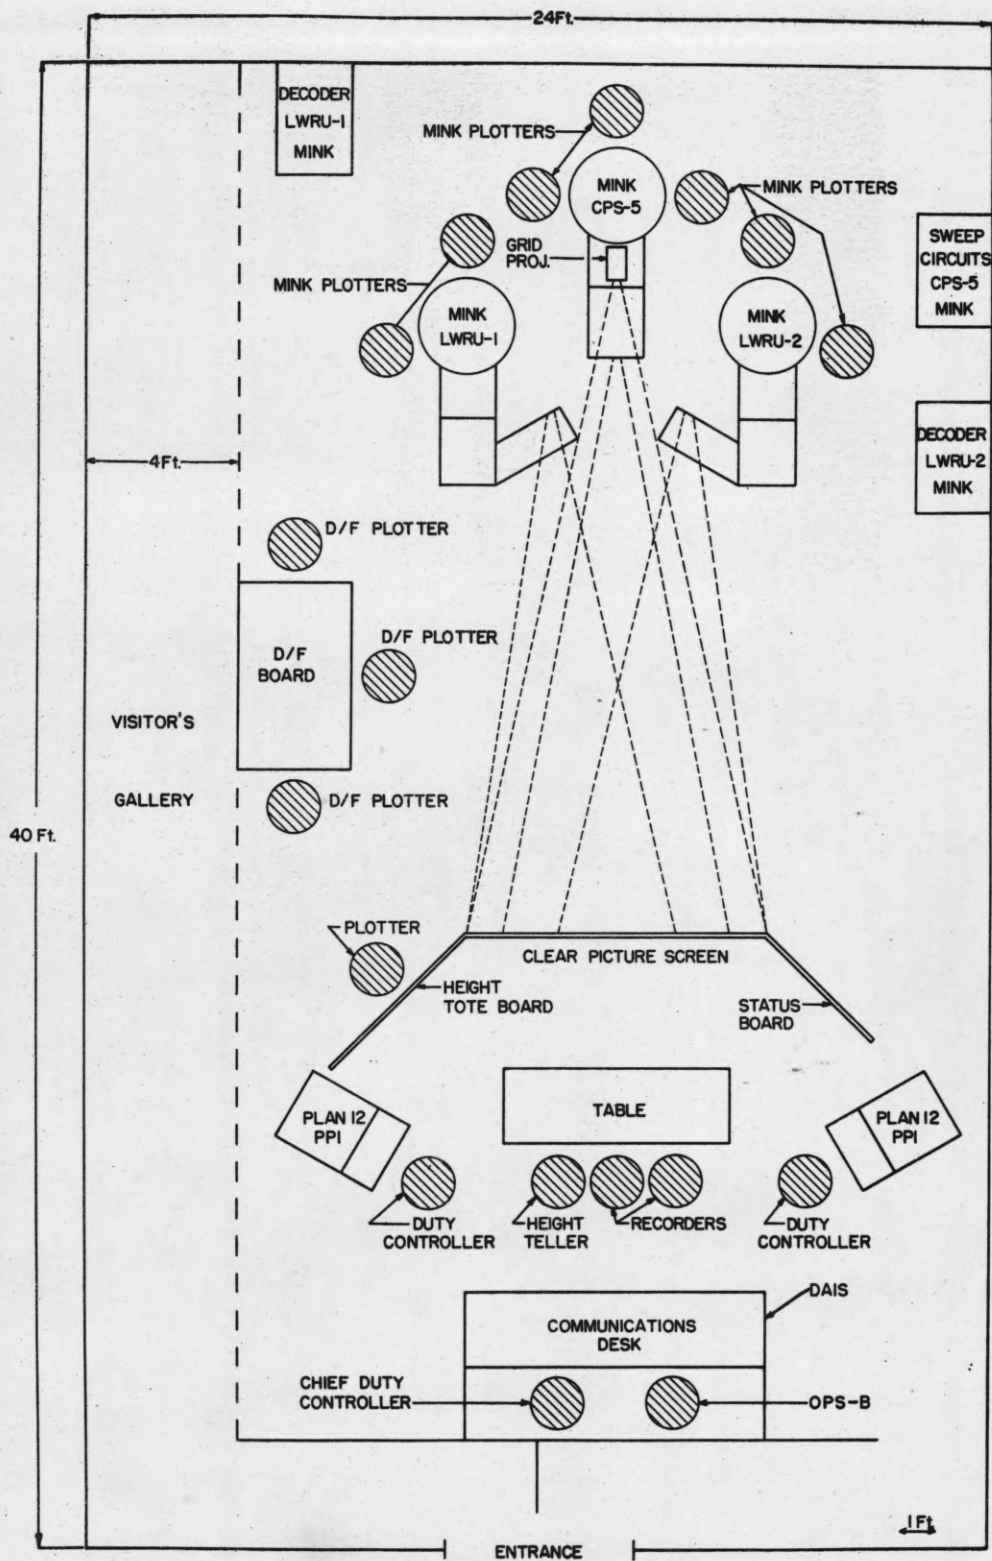 24Ft.
DECODER
LWRU-1
MINK
MINK PLOTTERS
MINK
CPS-5
MINK PLOTTERS
GRID
PROJ.
SWEEP
CIRCUITS
CPS-5
MINK
MINK PLOTTERS
MINK
LWRU-1
MINK
LWRU-2
DECODER
LWRU-2
MINK
4Ft.
D/F PLOTTER
D/F
BOARD
D/F PLOTTER
VISITOR'S
GALLERY
D/F PLOTTER
40 Ft.
PLOTTER
CLEAR PICTURE SCREEN
HEIGHT
TOTE BOARD
STATUS
BOARD
PLAN 12
PPI
TABLE
PLAN 12
PPI
DUTY
CONTROLLER
HEIGHT
TELLER
RECORDERS
DUTY
CONTROLLER
DAIS
COMMUNICATIONS
DESK
CHIEF DUTY
CONTROLLER
OPS-B
1 Ft.
ENTRANCE